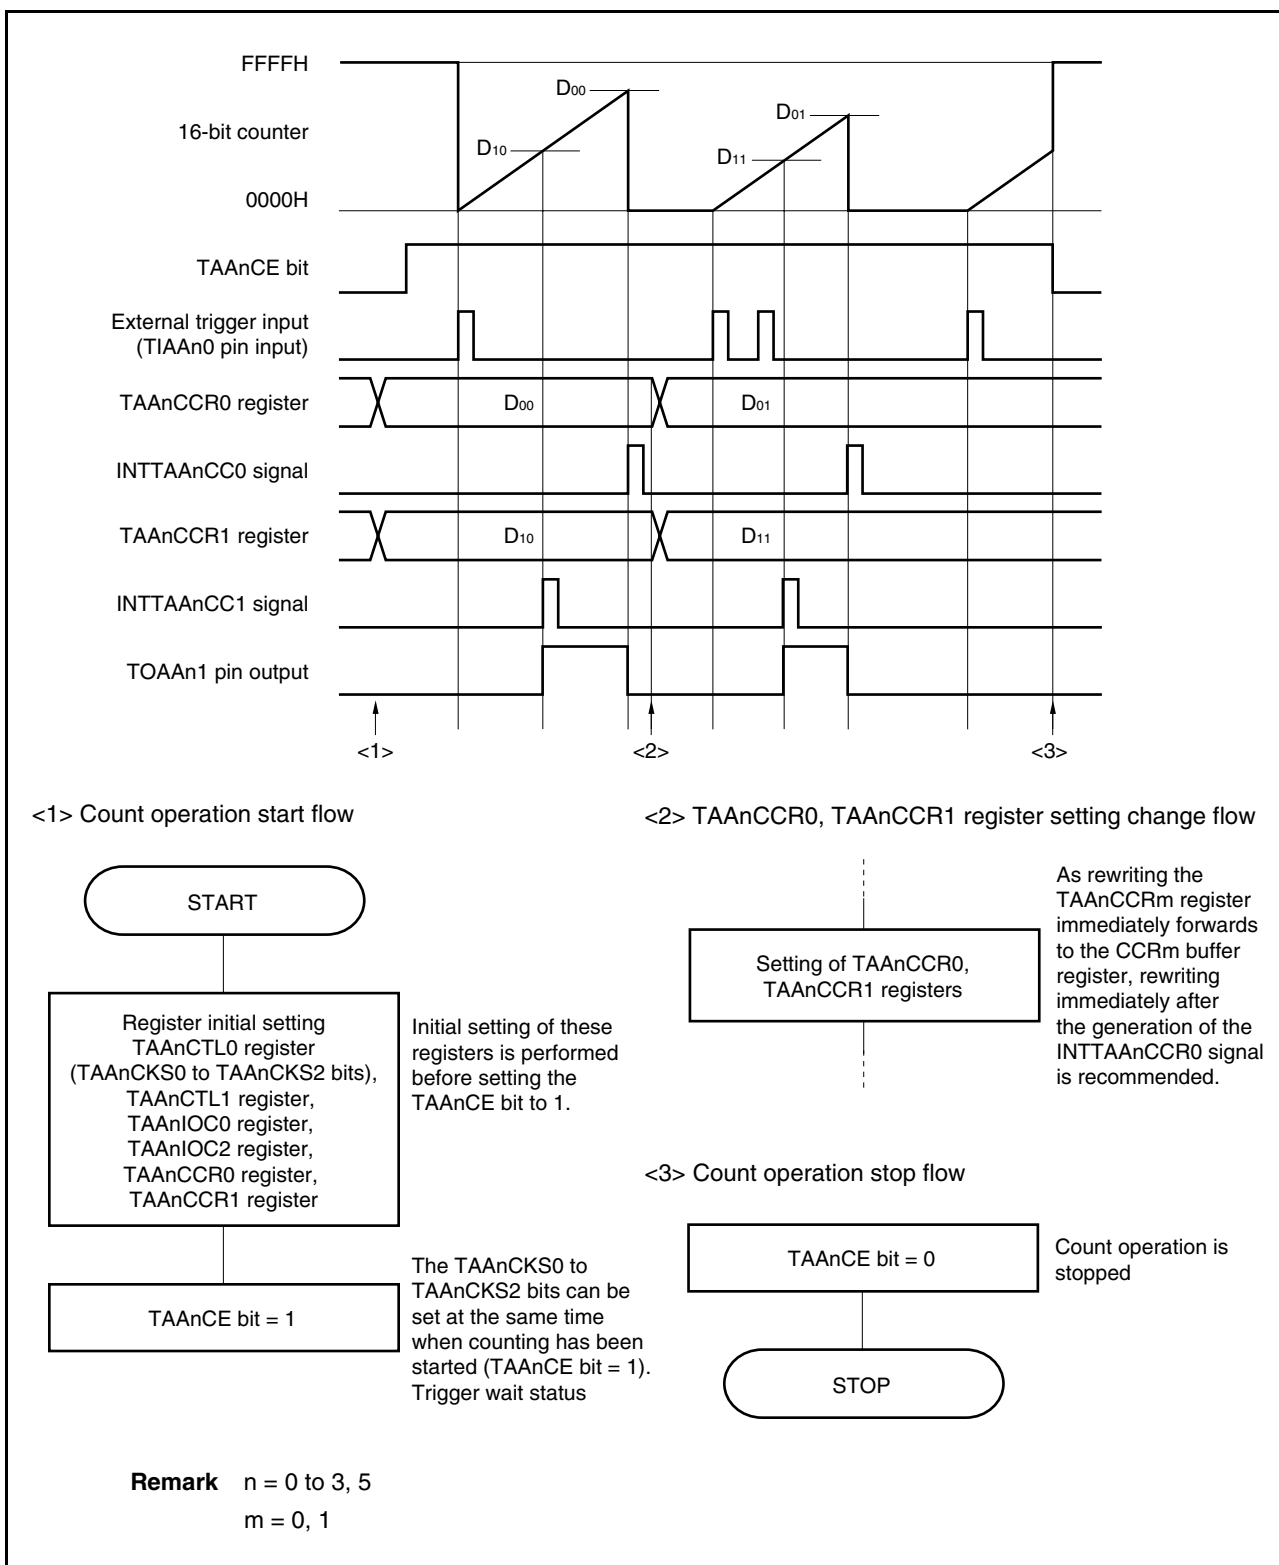 FFFFH
16-bit counter
0000H
D00
D10
D01
D11
TAAnCE bit
External trigger input
(TIAAn0 pin input)
TAAnCCR0 register
D00
D01
INTTAAnCC0 signal
TAAnCCR1 register
D10
D11
INTTAAnCC1 signal
TOAAn1 pin output
<1>
<2>
<3>
<1> Count operation start flow
START
Register initial setting
TAAnCTL0 register
(TAAnCKS0 to TAAnCKS2 bits),
TAAnCTL1 register,
TAAnIOC0 register,
TAAnIOC2 register,
TAAnCCR0 register,
TAAnCCR1 register
Initial setting of these
registers is performed
before setting the
TAAnCE bit to 1.
TAAnCE bit = 1
The TAAnCKS0 to
TAAnCKS2 bits can be
set at the same time
when counting has been
started (TAAnCE bit = 1).
Trigger wait status
<2> TAAnCCR0, TAAnCCR1 register setting change flow
Setting of TAAnCCR0,
TAAnCCR1 registers
As rewriting the
TAAnCCRm register
immediately forwards
to the CCRm buffer
register, rewriting
immediately after
the generation of the
INTTAAnCCR0 signal
is recommended.
<3> Count operation stop flow
TAAnCE bit = 0
Count operation is
stopped
STOP
Remark n = 0 to 3, 5
m = 0, 1